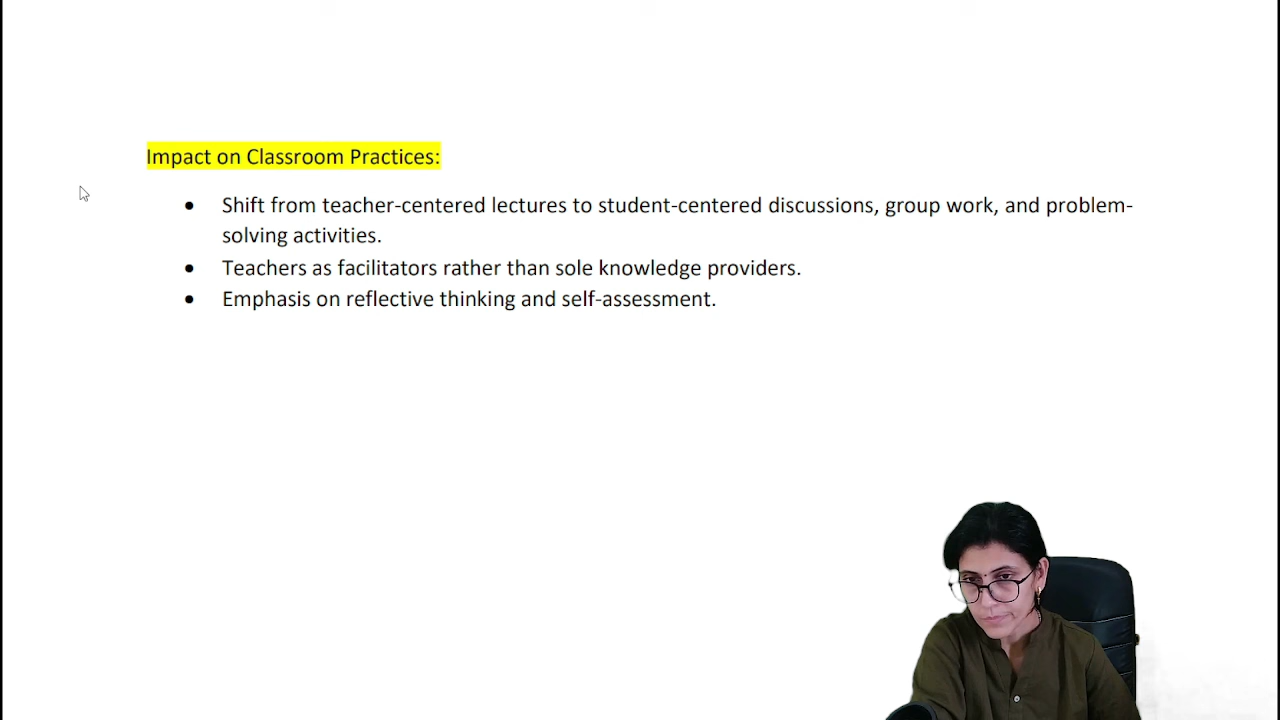 Impact on Classroom Practices:
• Shift from teacher-centered lectures to student-centered discussions, group work, and problem-
solving activities.
• Teachers as facilitators rather than sole knowledge providers.
• Emphasis on reflective thinking and self-assessment.